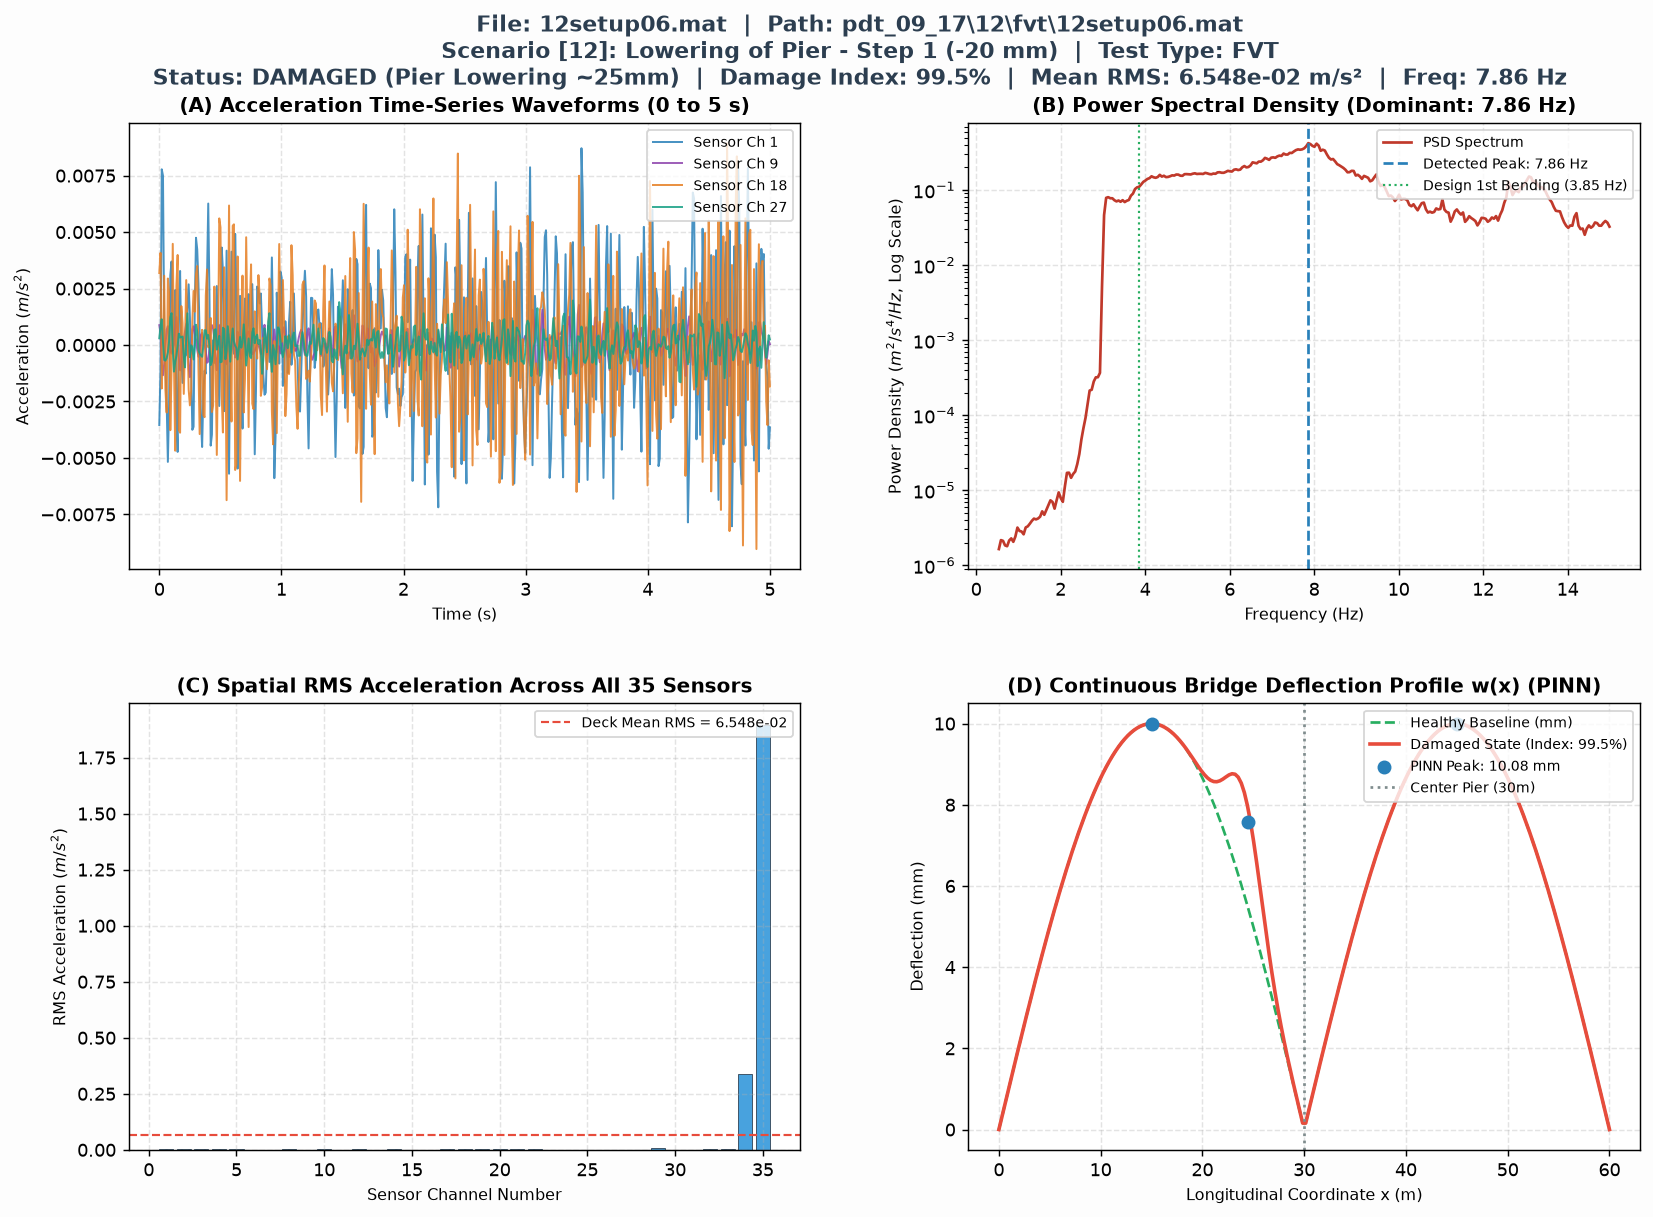 File: 12setup06.mat | Path: pdt_09_17\12\fvt\12setup06.mat
Scenario [12]: Lowering of Pier - Step 1 (-20 mm) | Test Type: FVT
Status: DAMAGED (Pier Lowering ~25mm) | Damage Index: 99.5% | Mean RMS: 6.548e-02 m/s² | Freq: 7.86 Hz
(A) Acceleration Time-Series Waveforms (0 to 5 s)
Sensor Ch 1
Sensor Ch 9
Sensor Ch 18
Sensor Ch 27
0.0075
0.0050
0.0025
0.0000
−0.0025
−0.0050
−0.0075
Acceleration (m/s²)
0 1 2 3 4 5
Time (s)
(B) Power Spectral Density (Dominant: 7.86 Hz)
PSD Spectrum
Detected Peak: 7.86 Hz
Design 1st Bending (3.85 Hz)
10⁻¹
10⁻²
10⁻³
10⁻⁴
10⁻⁵
10⁻⁶
Power Density (m²/s⁴/Hz, Log Scale)
0 2 4 6 8 10 12 14
Frequency (Hz)
(C) Spatial RMS Acceleration Across All 35 Sensors
Deck Mean RMS = 6.548e-02
1.75
1.50
1.25
1.00
0.75
0.50
0.25
0.00
RMS Acceleration (m/s²)
0 5 10 15 20 25 30 35
Sensor Channel Number
(D) Continuous Bridge Deflection Profile w(x) (PINN)
Healthy Baseline (mm)
Damaged State (Index: 99.5%)
PINN Peak: 10.08 mm
Center Pier (30m)
10
8
6
4
2
0
Deflection (mm)
0 10 20 30 40 50 60
Longitudinal Coordinate x (m)